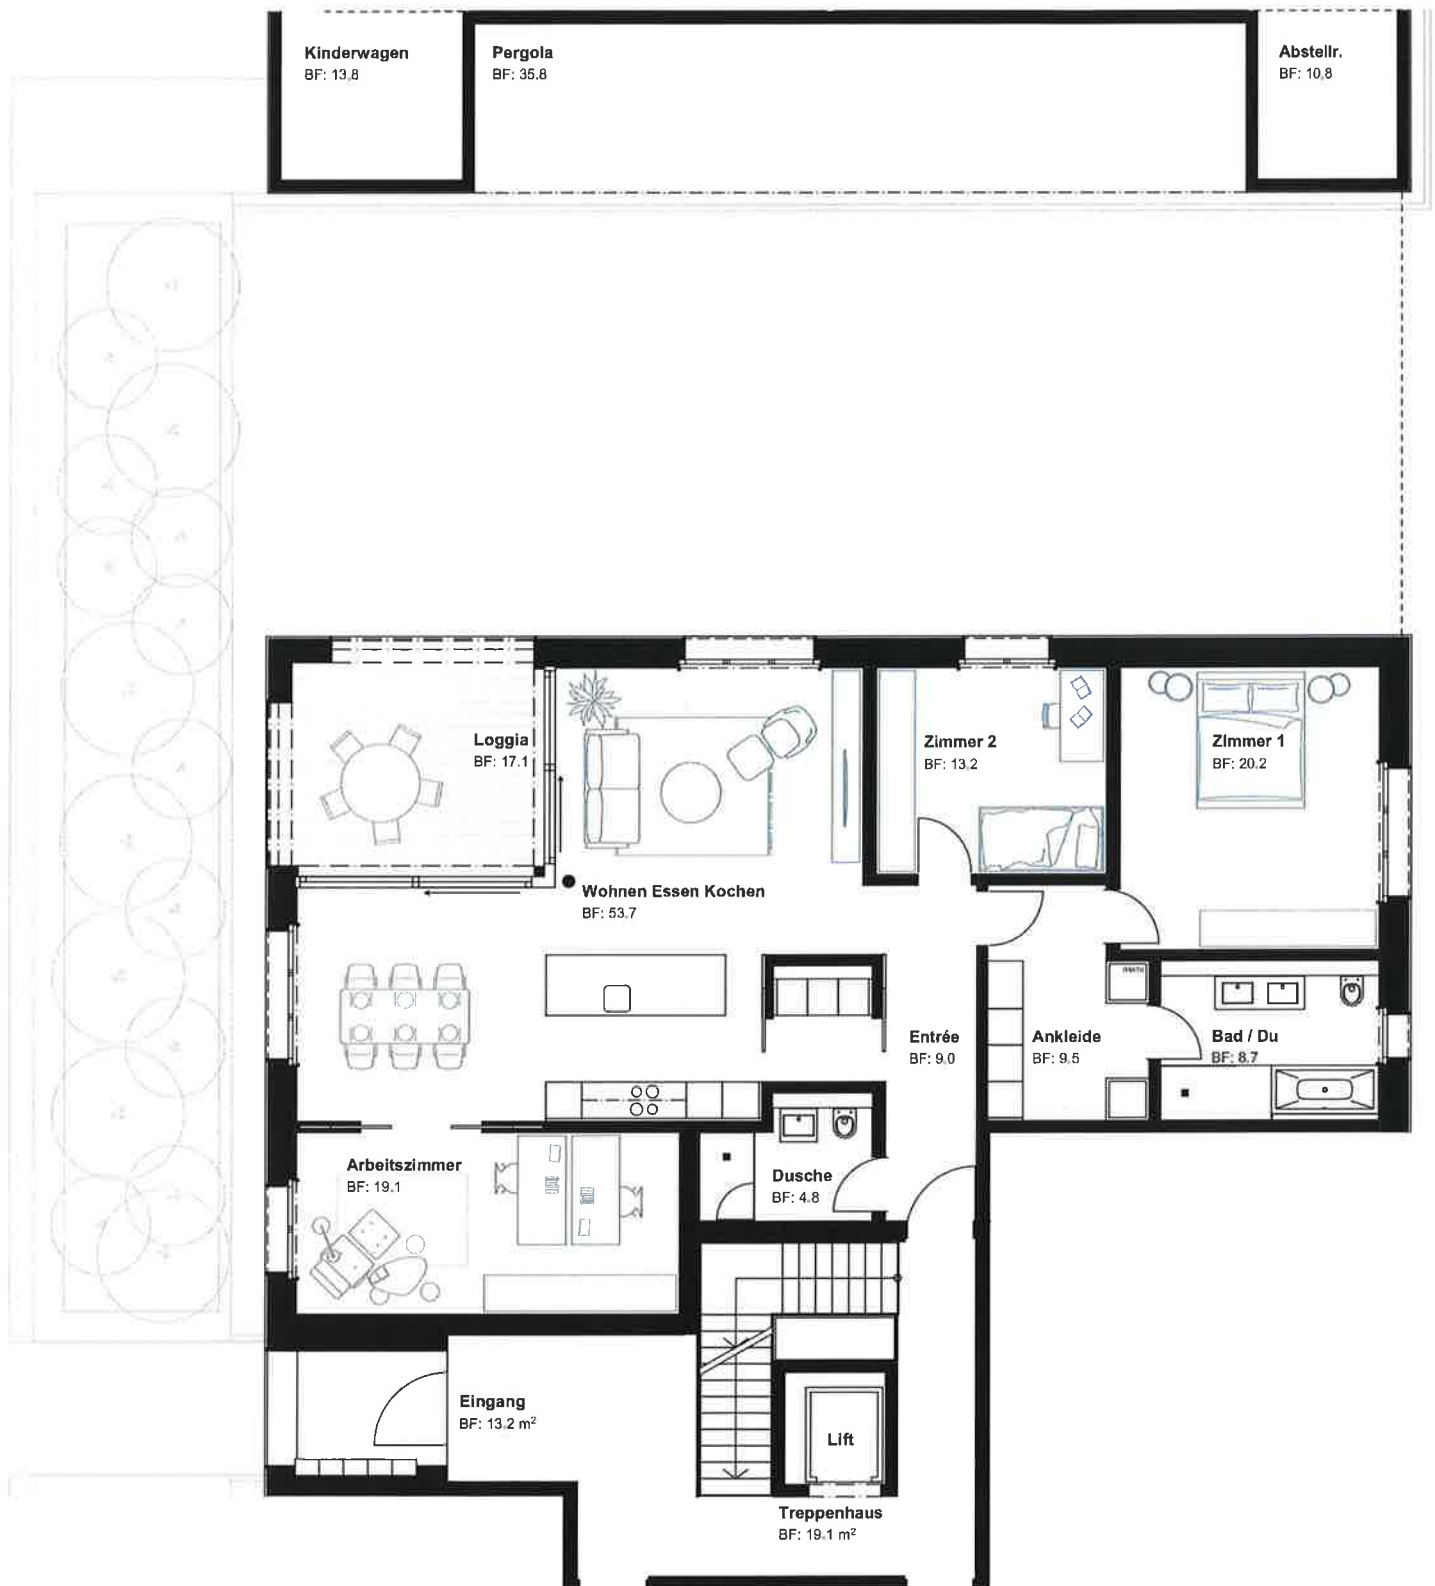 Kinderwagen
BF: 13.8
Pergola
BF: 35.8
Abstellr.
BF: 10.8
Loggia
BF: 17.1
Zimmer 2
BF: 13.2
Zimmer 1
BF: 20.2
Wohnen Essen Kochen
BF: 53.7
Entrée
BF: 9.0
Ankleide
BF: 9.5
Bad / Du
BF: 8.7
Arbeitszimmer
BF: 19.1
Dusche
BF: 4.8
Eingang
BF: 13.2 m²
Lift
Treppenhaus
BF: 19.1 m²